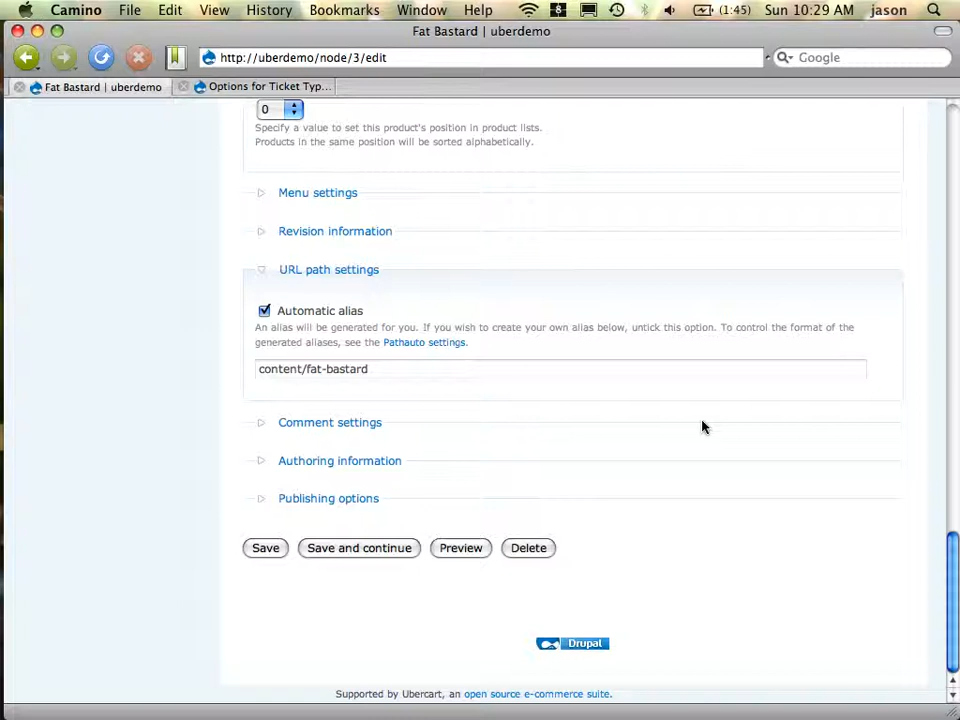 Camino File Edit View History Bookmarks Window Help 8 (1:45) Sun 10:29 AM jason
Fat Bastard | uberdemo
http://uberdemo/node/3/edit Google
Fat Bastard | uberdemo Options for Ticket Typ...
0
Specify a value to set this product's position in product lists.
Products in the same position will be sorted alphabetically.
Menu settings
Revision information
URL path settings
Automatic alias
An alias will be generated for you. If you wish to create your own alias below, untick this option. To control the format of the
generated aliases, see the Pathauto settings.
content/fat-bastard
Comment settings
Authoring information
Publishing options
Save Save and continue Preview Delete
Drupal
Supported by Ubercart, an open source e-commerce suite.